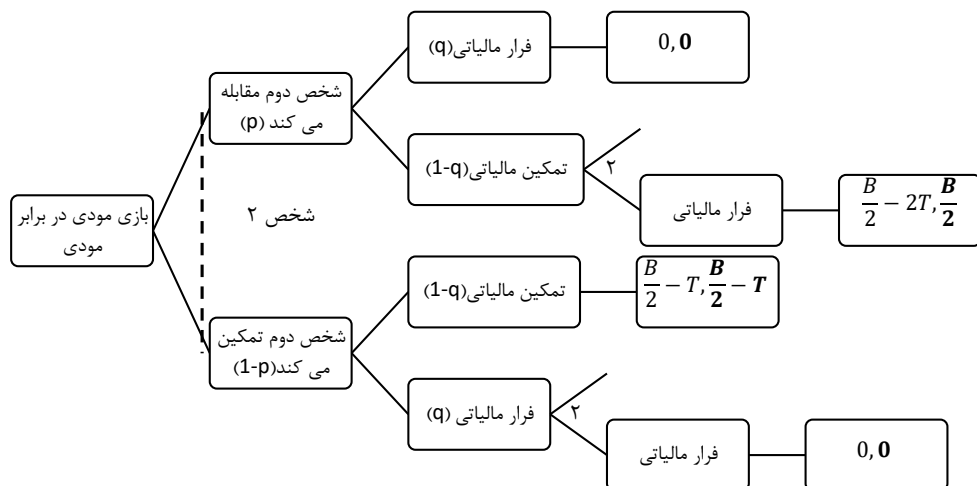 فرار مالیاتی(q)
0, 0
شخص دوم مقابله
می کند (p)
تمکین مالیاتی(1-q)
۲
فرار مالیاتی
B/2 − 2T, B/2
شخص ۲
بازی مودی در برابر
مودی
تمکین مالیاتی(1-q)
B/2 − T, B/2 − T
شخص دوم تمکین
می کند(1-p)
فرار مالیاتی (q)
۲
فرار مالیاتی
0, 0